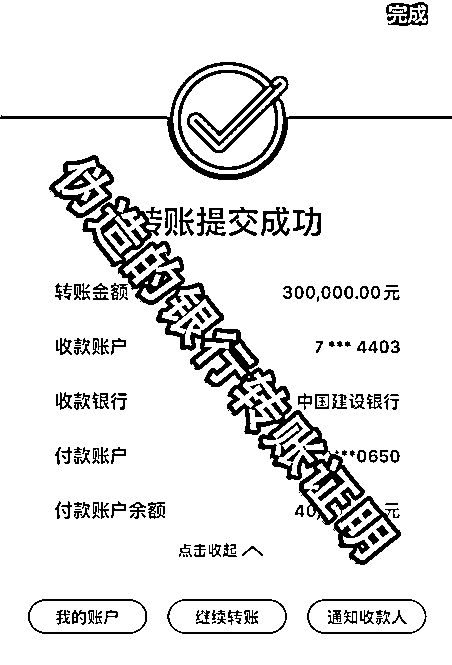 完成
转账提交成功
转账金额 300,000.00元
收款账户 7 *** 4403
收款银行 中国建设银行
付款账户 ***0650
付款账户余额 40, 元
点击收起
我的账户 继续转账 通知收款人
伪造的银行转账证明